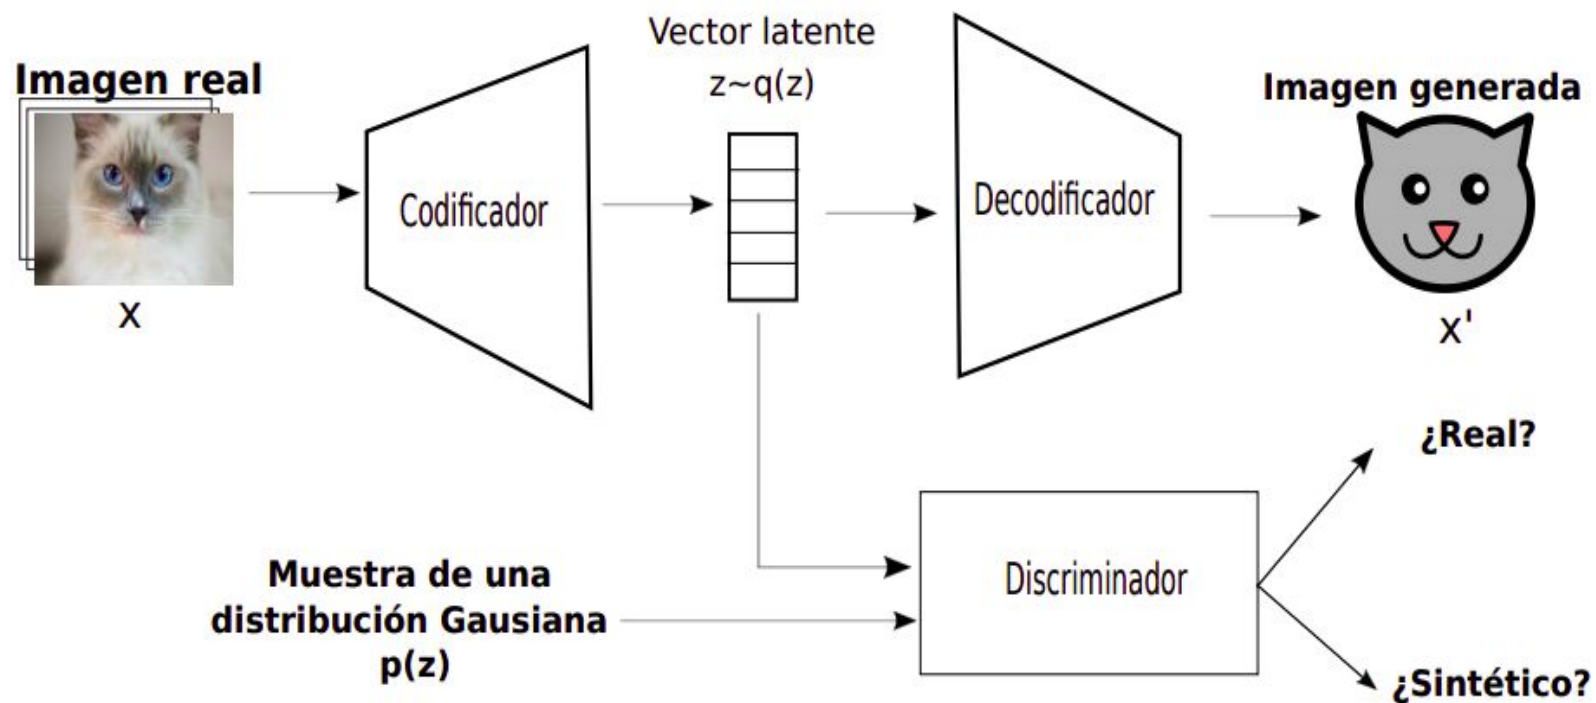 Imagen real
x
Codificador
Vector latente
z~q(z)
Decodificador
Imagen generada
x'
Muestra de una
distribución Gausiana
p(z)
Discriminador
¿Real?
¿Sintético?